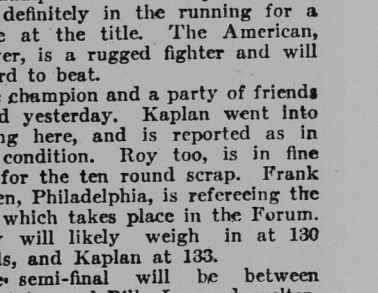 definitely in the running for a
at the title. The American,
is a rugged fighter and will
to beat.
champion and a party of friends
yesterday. Kaplan went into
here, and is reported as in
condition. Roy too, is in fine
for the ten round scrap. Frank
Philadelphia, is refereeing the
which takes place in the Forum.
will likely weigh in at 130
and Kaplan at 133.
semi-final will be between